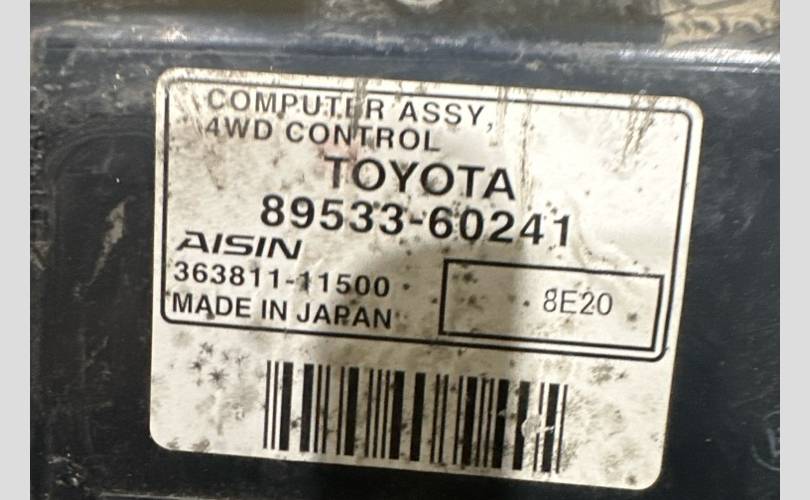 COMPUTER ASSY,
4WD CONTROL
TOYOTA
89533-60241
AISIN
363811-11500
8E20
MADE IN JAPAN